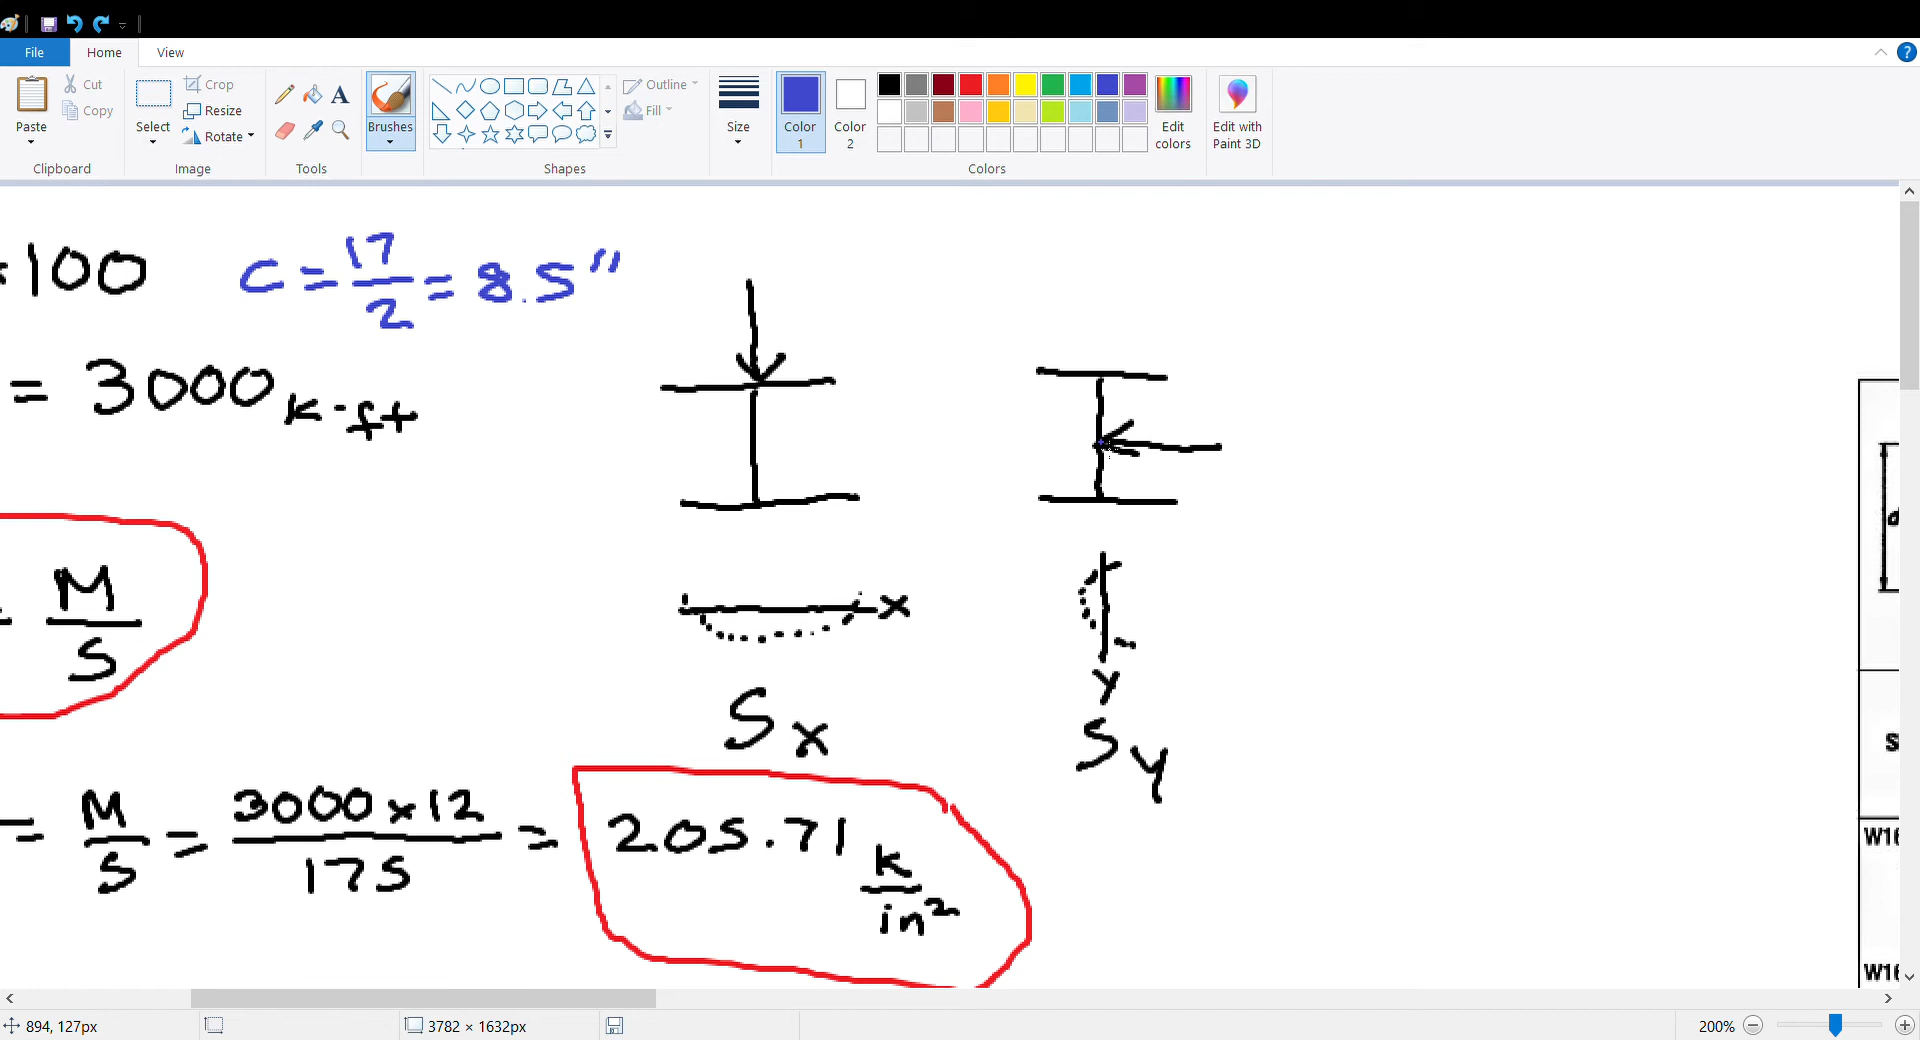 File Home View
Paste Cut Copy Clipboard
Select Crop Resize Rotate Image
Tools
Brushes
Shapes
Outline Fill
Size
Color 1 Color 2 Edit colors Colors
Edit with Paint 3D
100 C = 17/2 = 8.5"
= 3000 k-ft
M/S
x
y
Sx Sy
= M/S = 3000 x 12 / 175 = 205.71 k/in²
S
W16
W16
894, 127px 3782 × 1632px 200%